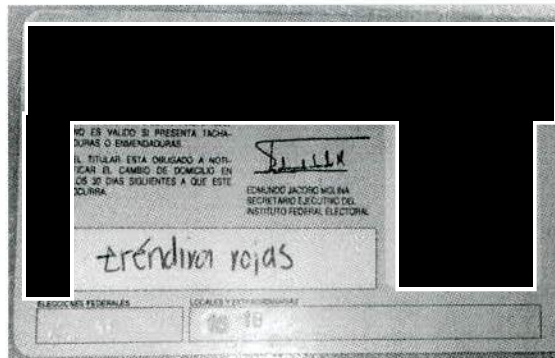 NO ES VALIDO SI PRESENTA TACHA-
DURAS O ENMENDADURAS.
EL TITULAR ESTA OBLIGADO A NOTI-
FICAR EL CAMBIO DE DOMICILIO EN
LOS 30 DIAS SIGUIENTES A QUE ESTE
OCURRA.
EDMUNDO JACOBO MOLINA
SECRETARIO EJECUTIVO DEL
INSTITUTO FEDERAL ELECTORAL
rojas
ELECCIONES FEDERALES
LOCALES Y EXTRAORDINARIAS